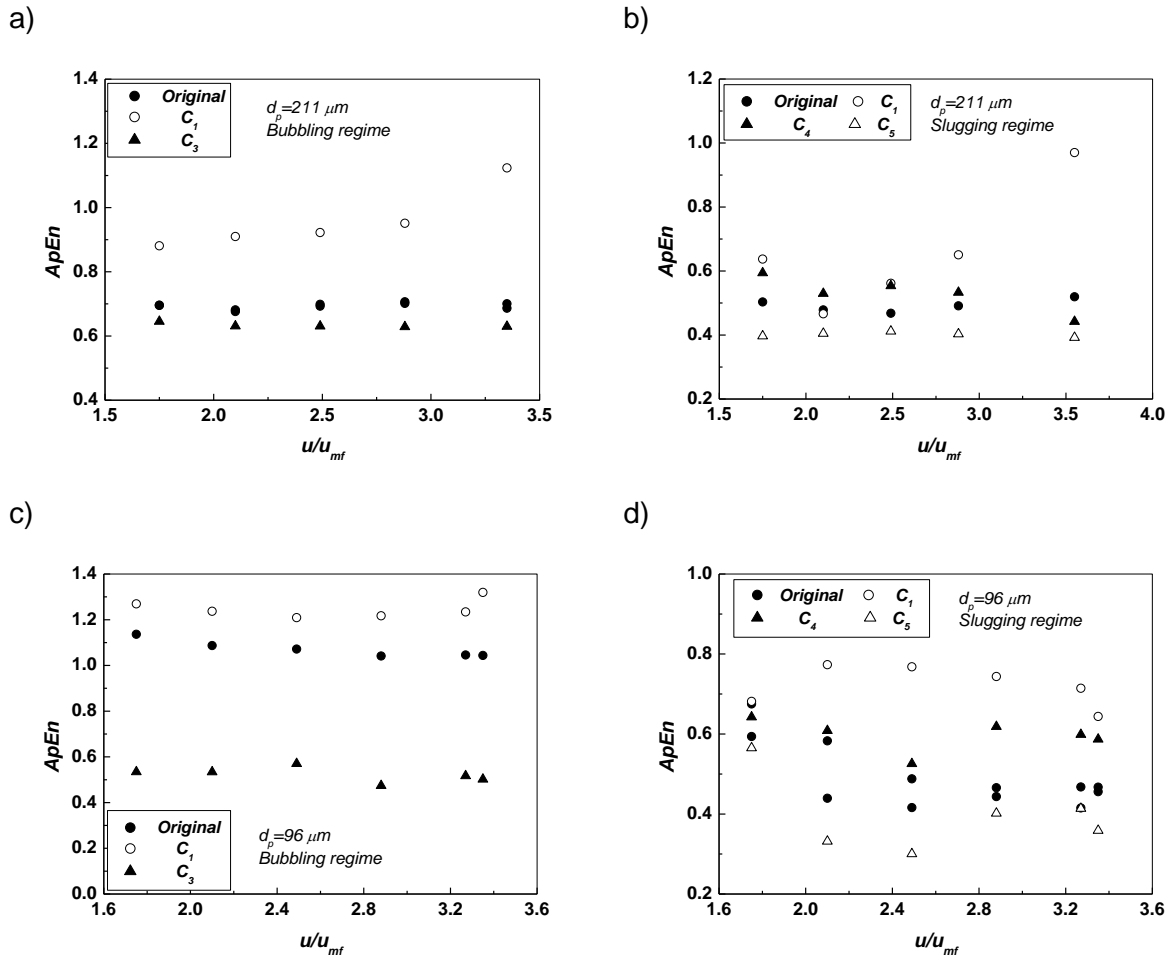 a)
1.4
1.2
1.0
0.8
0.6
0.4
ApEn
Original
C1
C3
dp=211 μm
Bubbling regime
1.5 2.0 2.5 3.0 3.5
u/umf
b)
1.2
1.0
0.8
0.6
0.4
0.2
ApEn
Original C1
C4 C5
dp=211 μm
Slugging regime
1.5 2.0 2.5 3.0 3.5 4.0
u/umf
c)
1.4
1.2
1.0
0.8
0.6
0.4
0.2
0.0
ApEn
Original
C1
C3
dp=96 μm
Bubbling regime
1.6 2.0 2.4 2.8 3.2 3.6
u/umf
d)
1.0
0.8
0.6
0.4
0.2
ApEn
Original C1
C4 C5
dp=96 μm
Slugging regime
1.6 2.0 2.4 2.8 3.2 3.6
u/umf